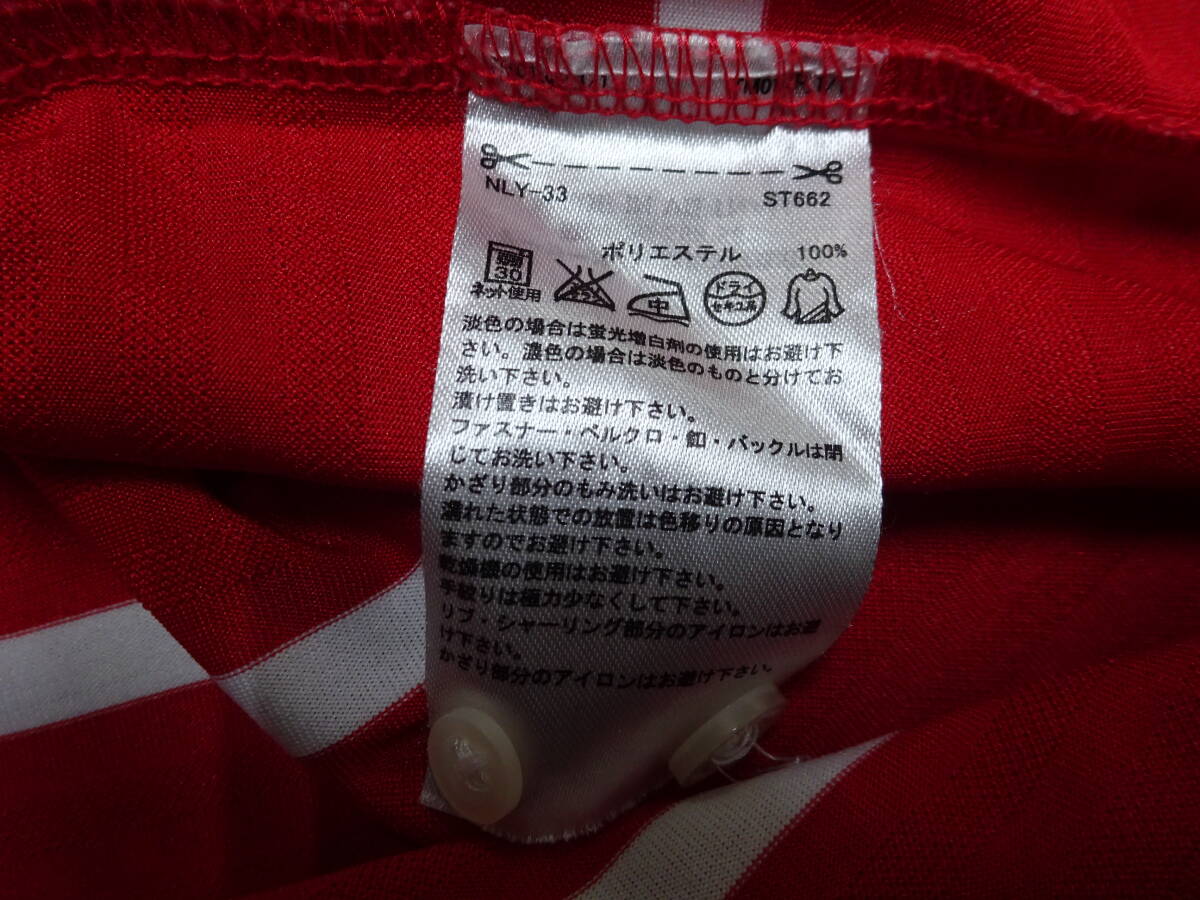 NLY-33 ST662
ポリエステル 100%
30 中 ドライ
ネット使用 セキユ系
淡色の場合は蛍光増白剤の使用はお避け下
さい。濃色の場合は淡色のものと分けてお
洗い下さい。
漬け置きはお避け下さい。
ファスナー・ベルクロ・釦・バックルは閉
じてお洗い下さい。
かざり部分のもみ洗いはお避け下さい。
濡れた状態での放置は色移りの原因となり
ますのでお避け下さい。
乾燥機の使用はお避け下さい。
手絞りは極力少なくして下さい。
リブ・シャーリング部分のアイロンはお避
け下さい。
かざり部分のアイロンはお避け下さい。